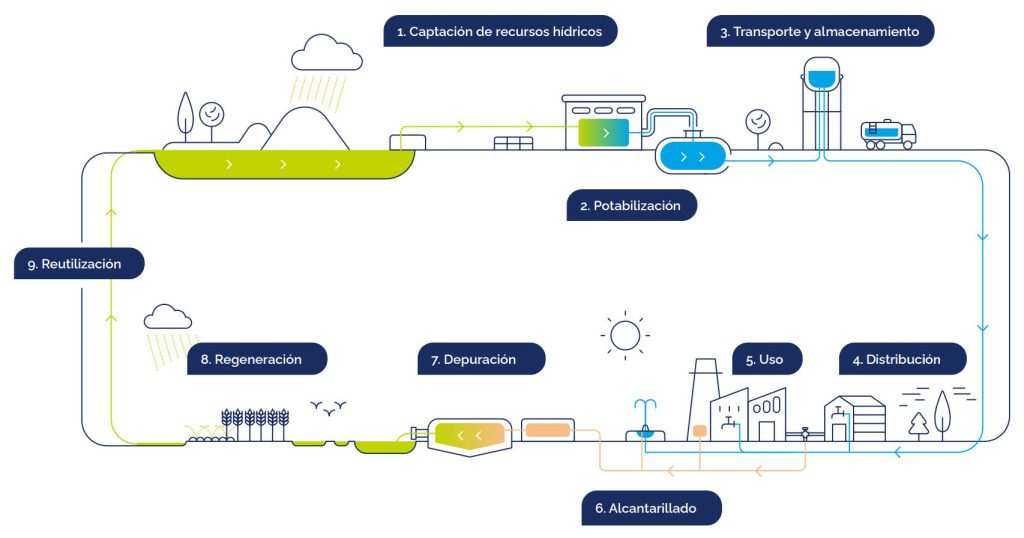 1. Captación de recursos hídricos
3. Transporte y almacenamiento
2. Potabilización
9. Reutilización
8. Regeneración
7. Depuración
5. Uso
4. Distribución
6. Alcantarillado